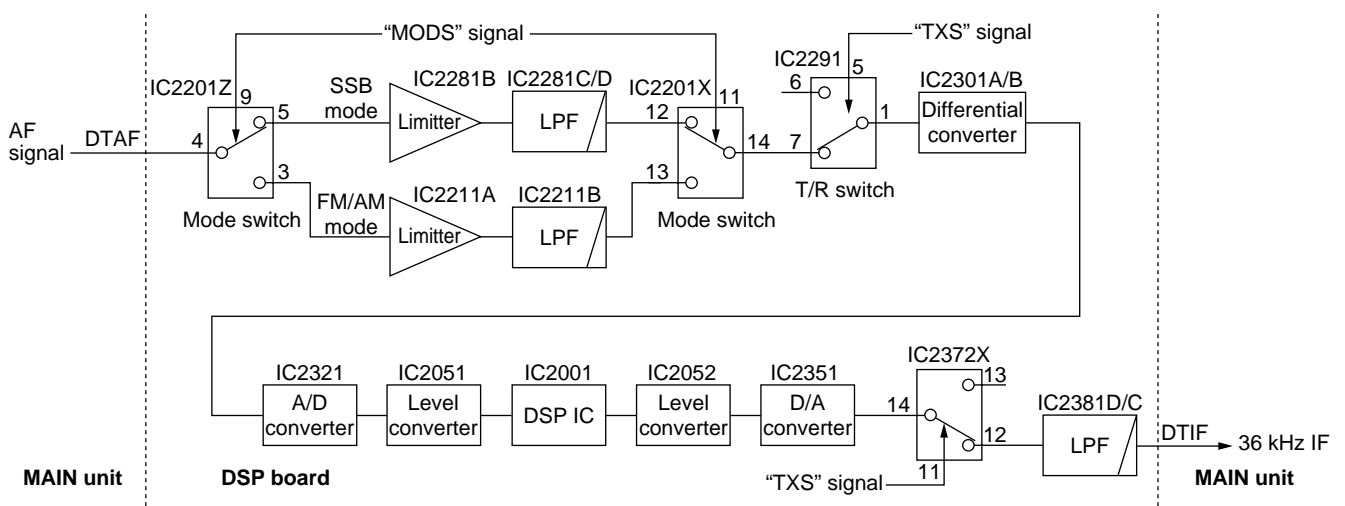 “MODS” signal
“TXS” signal
IC2201Z
9
5
SSB
mode
IC2281B
Limitter
IC2281C/D
LPF
IC2201X
12
11
IC2291
5
6
1
IC2301A/B
Differential
converter
AF
signal
DTAF
4
14
7
3
13
Mode switch
FM/AM
mode
IC2211A
Limitter
IC2211B
LPF
Mode switch
T/R switch
IC2321
A/D
converter
IC2051
Level
converter
IC2001
DSP IC
IC2052
Level
converter
IC2351
D/A
converter
IC2372X
13
14
12
11
“TXS” signal
IC2381D/C
LPF
DTIF
36 kHz IF
MAIN unit
DSP board
MAIN unit